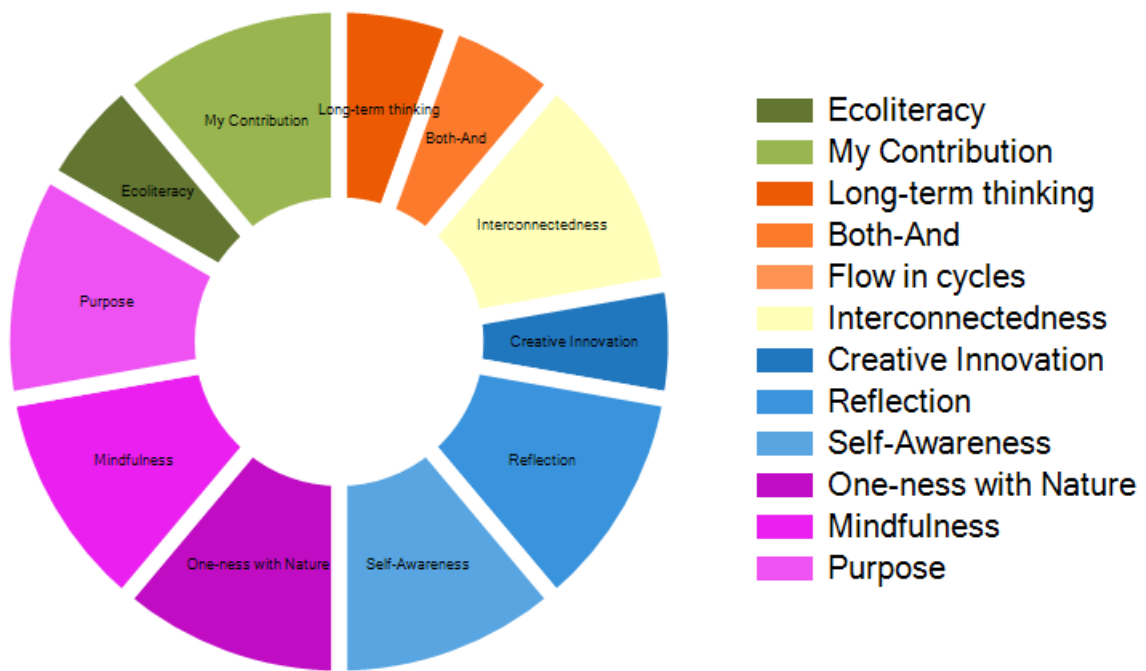 Long-term thinking
My Contribution
Both-And
Ecoliteracy
Interconnectedness
Purpose
Creative Innovation
Mindfulness
Reflection
One-ness with Nature
Self-Awareness
Ecoliteracy
My Contribution
Long-term thinking
Both-And
Flow in cycles
Interconnectedness
Creative Innovation
Reflection
Self-Awareness
One-ness with Nature
Mindfulness
Purpose